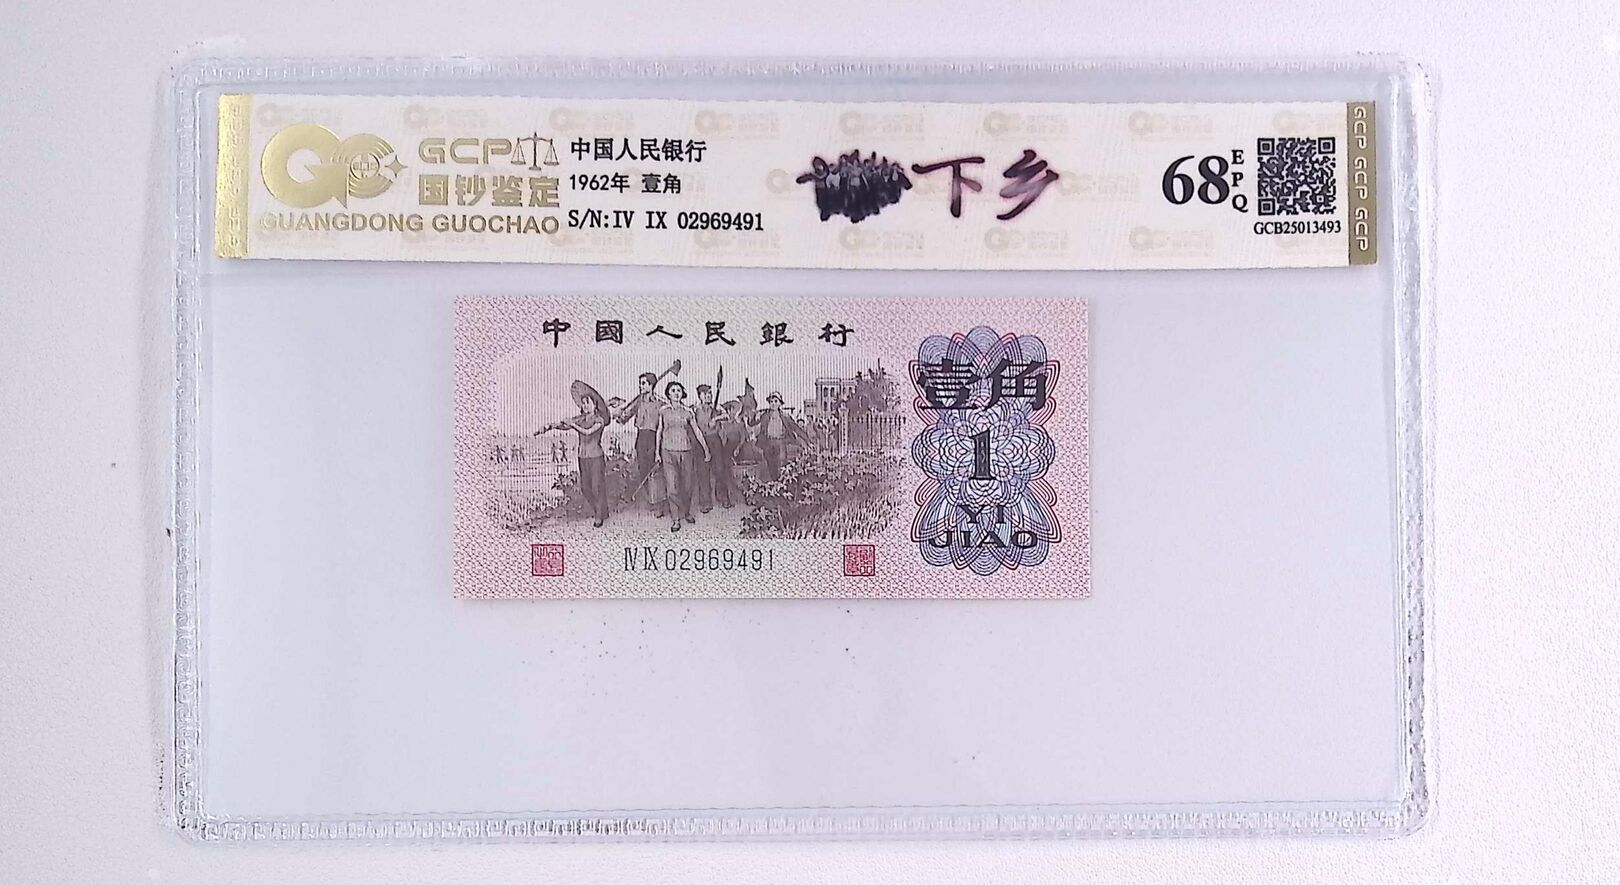 GCP
国钞鉴定
GUANGDONG GUOCHAO
中国人民银行
1962年 壹角
S/N:IV IX 02969491
下乡
68
EPQ
GCB25013493
GCP GCP GCP
中國人民銀行
壹角
1
YI
JIAO
IV IX 02969491